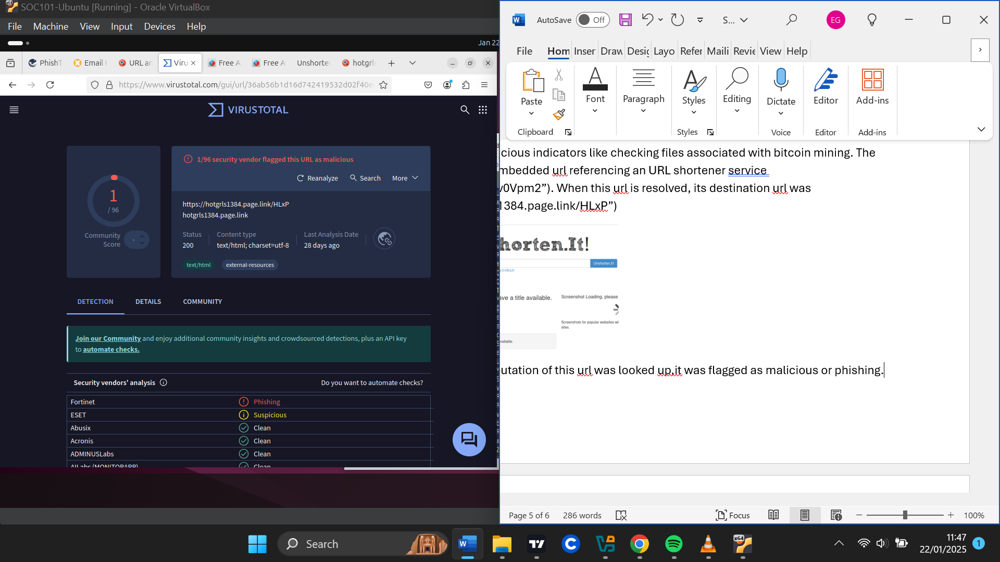 SOC101-Ubuntu [Running] - Oracle VirtualBox
File Machine View Input Devices Help
Jan 22
PhishT Email URL an Virus Free A Free A Unshorte hotgrls
https://www.virustotal.com/gui/url/36ab56b1d16d742419532d02f40e
VIRUSTOTAL
1
/ 96
Community
Score
1/96 security vendor flagged this URL as malicious
Reanalyze Search More
https://hotgrls1384.page.link/HLxP
hotgrls1384.page.link
Status Content type Last Analysis Date
200 text/html; charset=utf-8 28 days ago
text/html external-resources
DETECTION DETAILS COMMUNITY
Join our Community and enjoy additional community insights and crowdsourced detections, plus an API key
to automate checks.
Security vendors' analysis Do you want to automate checks?
Fortinet Phishing
ESET Suspicious
Abusix Clean
Acronis Clean
ADMINUSLabs Clean
AILabs (MONITORAPP) Clean
AutoSave Off S... EG
File Hom Inser Draw Desig Layo Refer Maili Revie View Help
Paste Font Paragraph Styles Editing Dictate Editor Add-ins
Clipboard Styles Voice Editor Add-ins
cious indicators like checking files associated with bitcoin mining. The
mbedded url referencing an URL shortener service
v0Vpm2”). When this url is resolved, its destination url was
1384.page.link/HLxP”)
horten.It!
Unshorten.It!
ave a title available. Screenshot Loading, please
Screenshots for popular websites wi
sites.
vailable.
utation of this url was looked up,it was flagged as malicious or phishing.
Page 5 of 6 286 words Focus 100%
Search
x64
11:47
22/01/2025
1